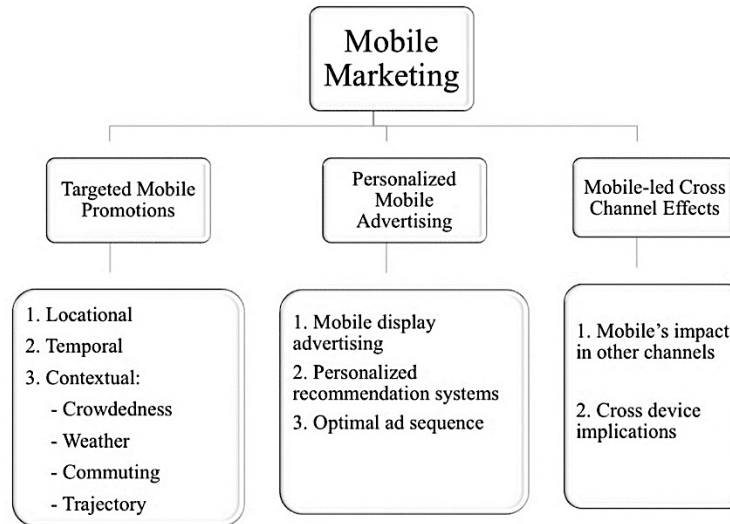 Mobile
Marketing
Targeted Mobile
Promotions
Personalized
Mobile
Advertising
Mobile-led Cross
Channel Effects
1. Locational
2. Temporal
3. Contextual:
- Crowdedness
- Weather
- Commuting
- Trajectory
1. Mobile display
advertising
2. Personalized
recommendation systems
3. Optimal ad sequence
1. Mobile’s impact
in other channels
2. Cross device
implications